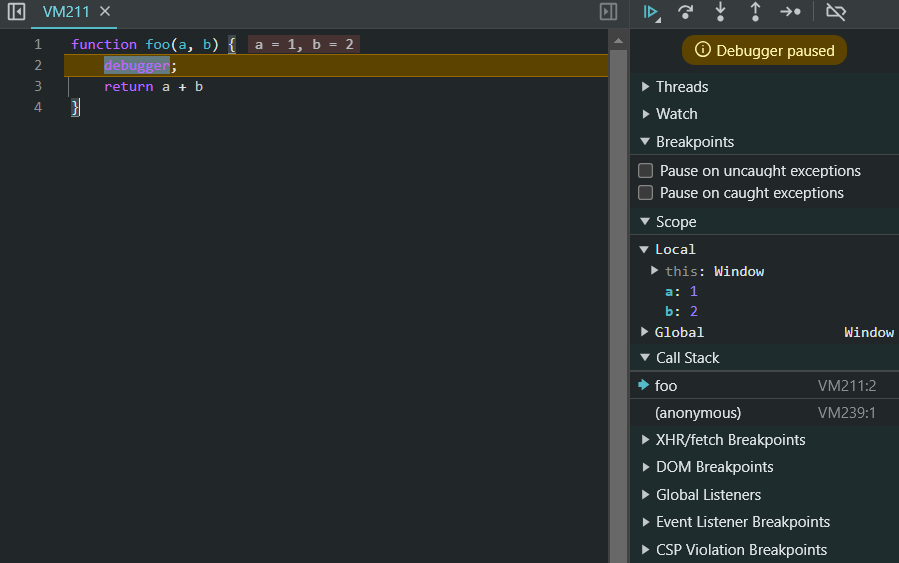 VM211
1 function foo(a, b) { a = 1, b = 2
2 debugger;
3 return a + b
4 }
Debugger paused
Threads
Watch
Breakpoints
Pause on uncaught exceptions
Pause on caught exceptions
Scope
Local
this: Window
a: 1
b: 2
Global Window
Call Stack
foo VM211:2
(anonymous) VM239:1
XHR/fetch Breakpoints
DOM Breakpoints
Global Listeners
Event Listener Breakpoints
CSP Violation Breakpoints